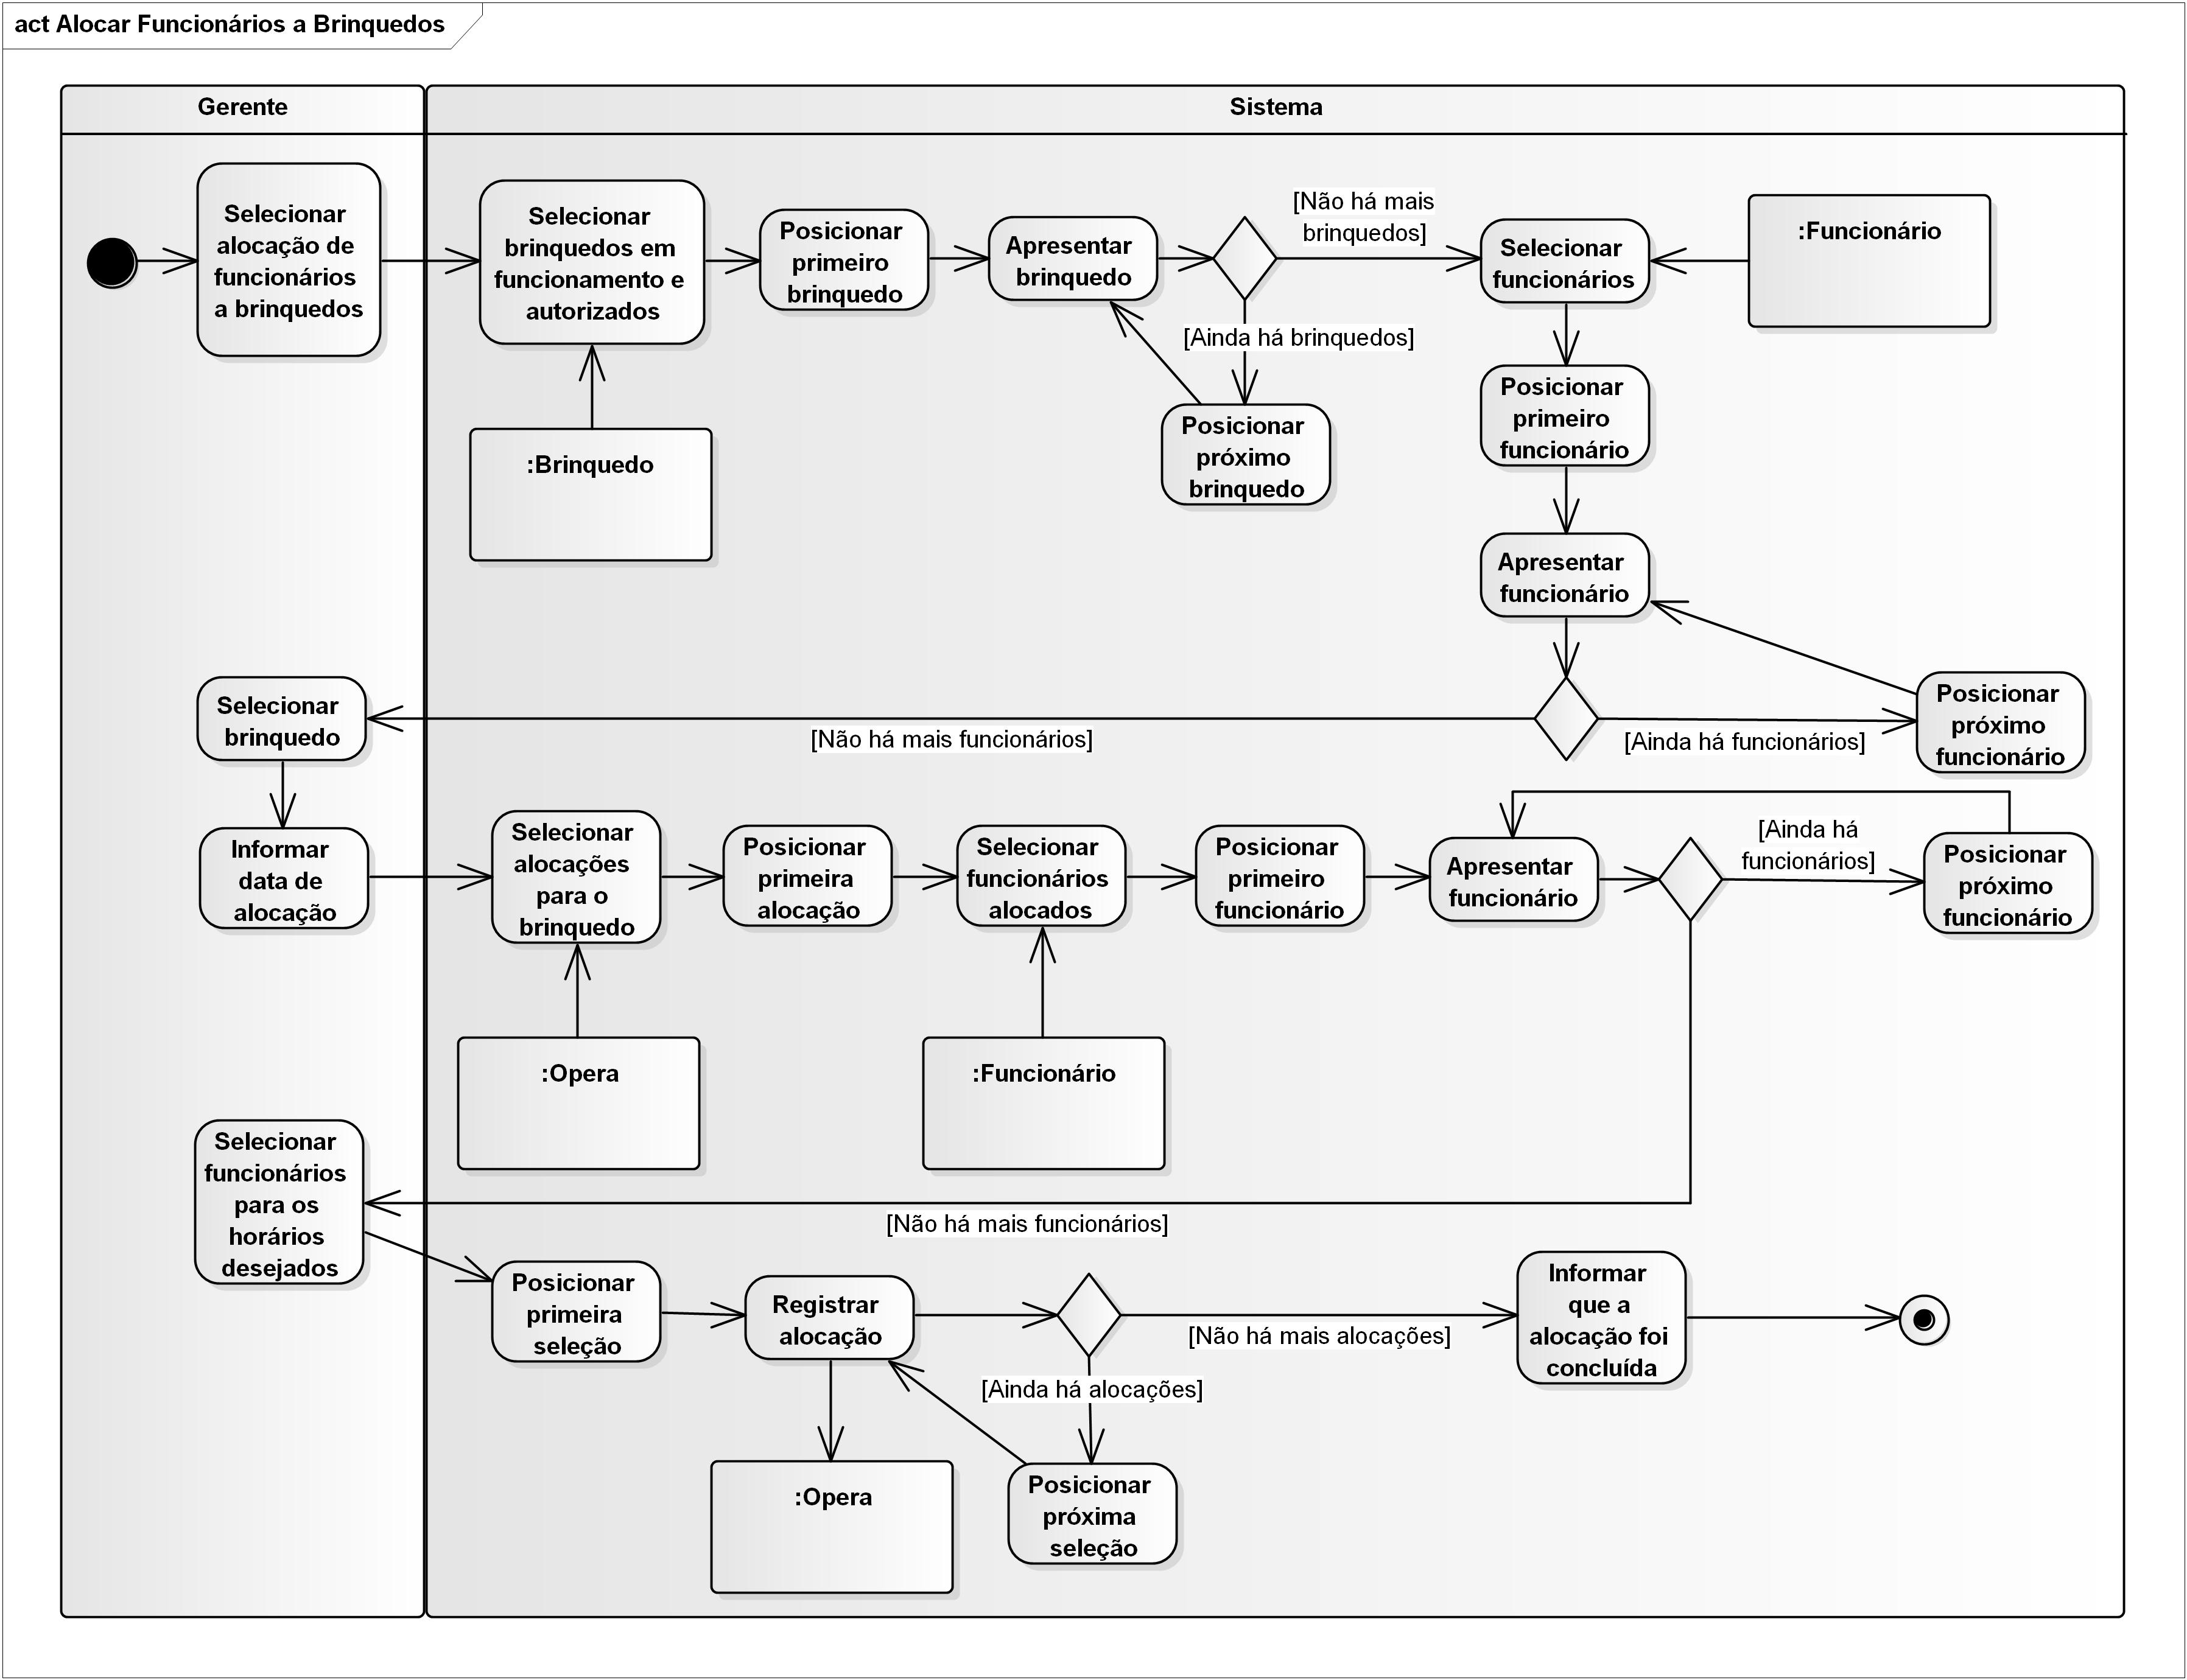 act Alocar Funcionários a Brinquedos
Gerente
Sistema
Selecionar
alocação de
funcionários
a brinquedos
Selecionar
brinquedos em
funcionamento e
autorizados
Posicionar
primeiro
brinquedo
Apresentar
brinquedo
[Não há mais
brinquedos]
Selecionar
funcionários
:Funcionário
[Ainda há brinquedos]
Posicionar
próximo
brinquedo
:Brinquedo
Posicionar
primeiro
funcionário
Apresentar
funcionário
Selecionar
brinquedo
[Não há mais funcionários]
[Ainda há funcionários]
Posicionar
próximo
funcionário
Informar
data de
alocação
Selecionar
alocações
para o
brinquedo
Posicionar
primeira
alocação
Selecionar
funcionários
alocados
Posicionar
primeiro
funcionário
Apresentar
funcionário
[Ainda há
funcionários]
Posicionar
próximo
funcionário
:Opera
:Funcionário
Selecionar
funcionários
para os
horários
desejados
[Não há mais funcionários]
Posicionar
primeira
seleção
Registrar
alocação
[Não há mais alocações]
Informar
que a
alocação foi
concluída
[Ainda há alocações]
:Opera
Posicionar
próxima
seleção